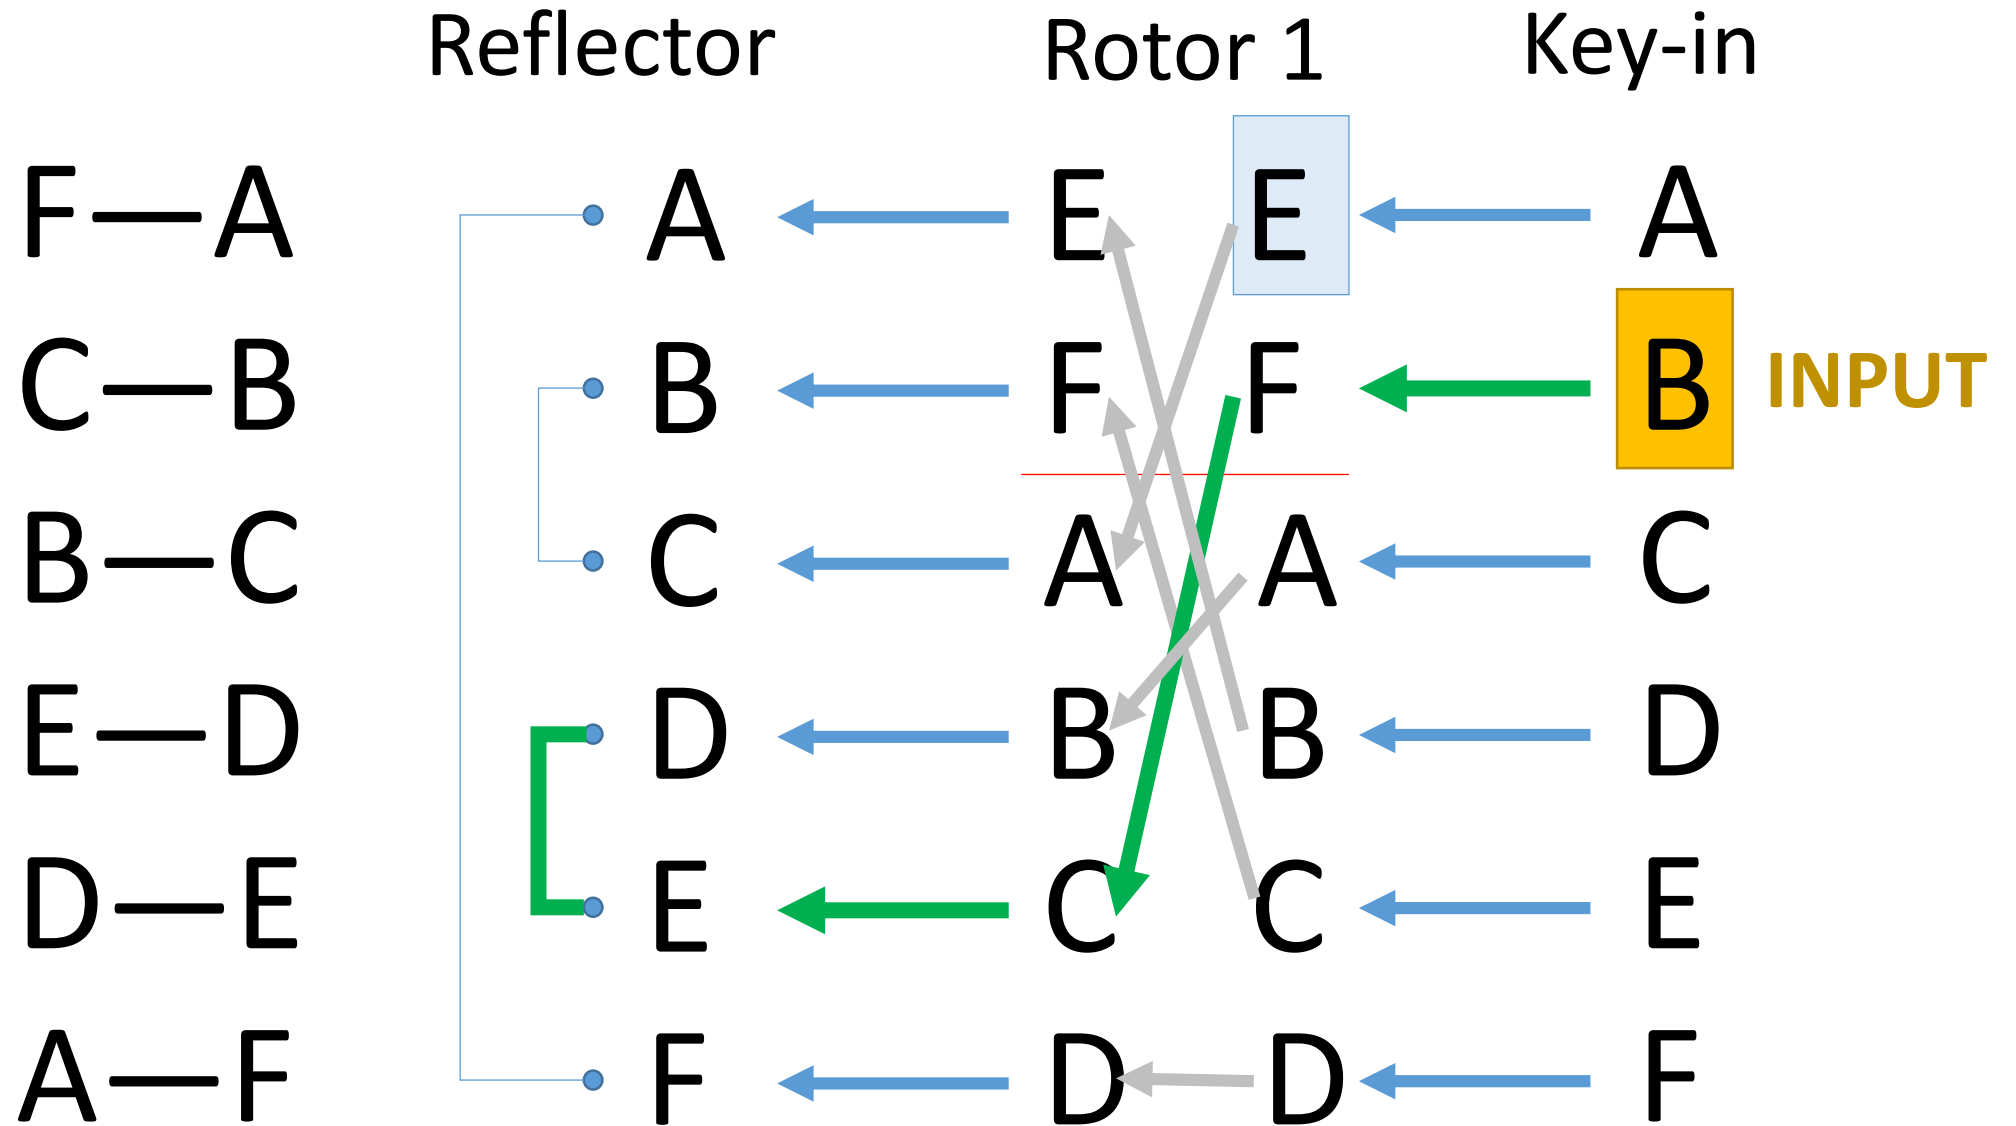 Reflector Rotor 1 Key-in
F A A E E A
C B B F F B INPUT
B C C A A C
E D D B B D
D E E C C E
A F F D D F